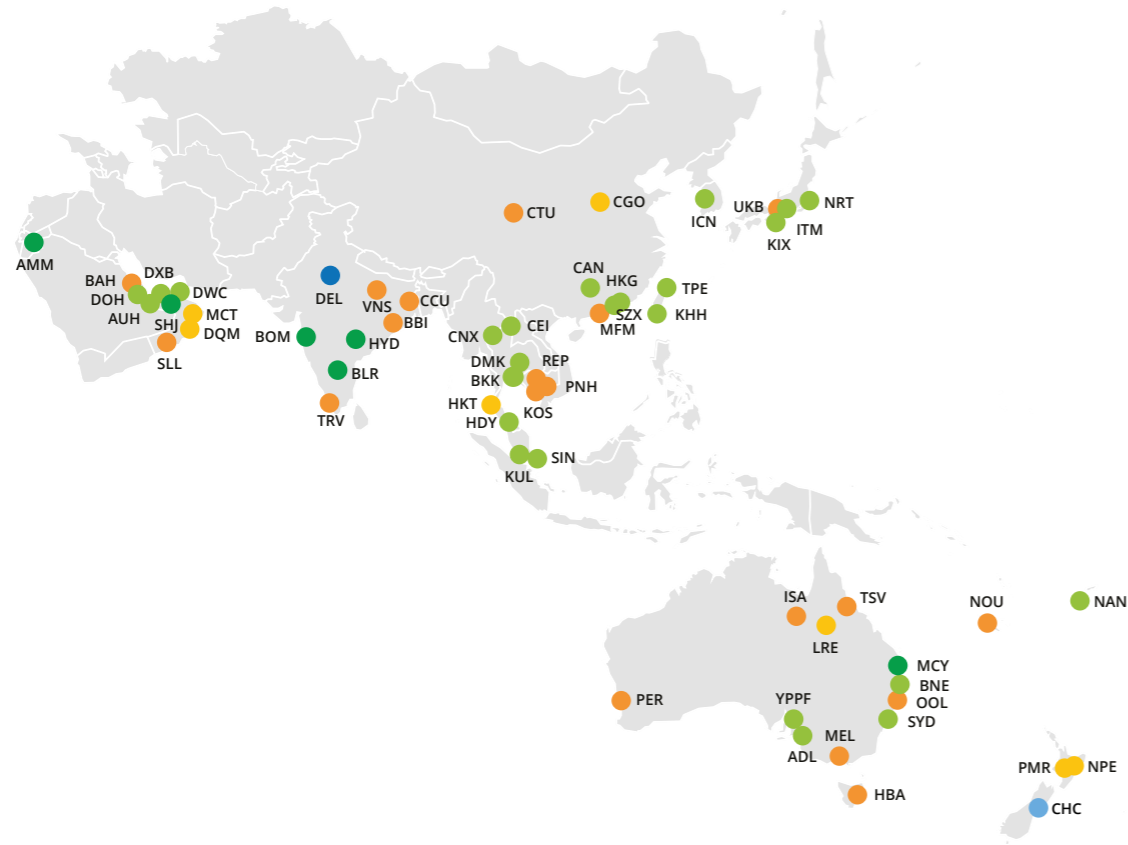 CGO
CTU
ICN
UKB
NRT
ITM
KIX
AMM
BAH
DXB
DOH
DWC
AUH
SHJ
MCT
DQM
SLL
DEL
VNS
CCU
BBI
BOM
HYD
BLR
TRV
CAN
HKG
SZX
MFM
TPE
KHH
CEI
CNX
DMK
REP
BKK
PNH
HKT
KOS
HDY
SIN
KUL
ISA
TSV
NOU
NAN
LRE
MCY
BNE
OOL
SYD
PER
YPPF
MEL
ADL
HBA
PMR
NPE
CHC